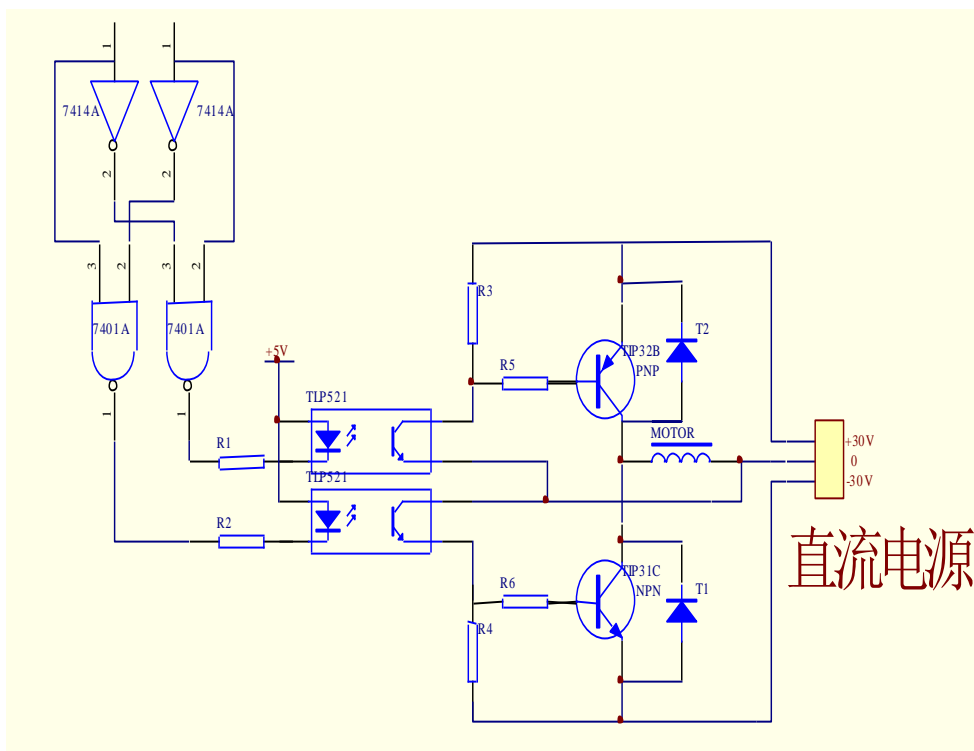 1 1
7414A 7414A
2 2
3 2 3 2
7401A 7401A
1 1
+5V
R1
R2
TLP521
TLP521
R3
R5
TIP32B
PNP
T2
MOTOR
+30V
0
-30V
直流电源
R6
R4
TIP31C
NPN
T1